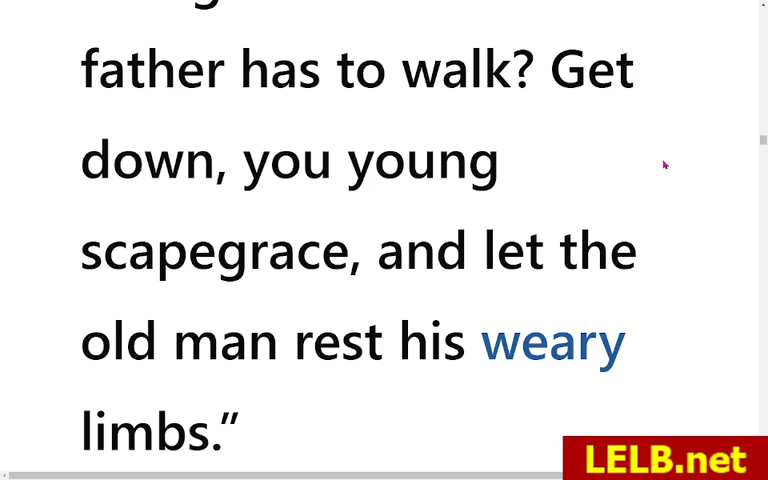 father has to walk? Get
down, you young
scapegrace, and let the
old man rest his weary
limbs.”
LELB.net